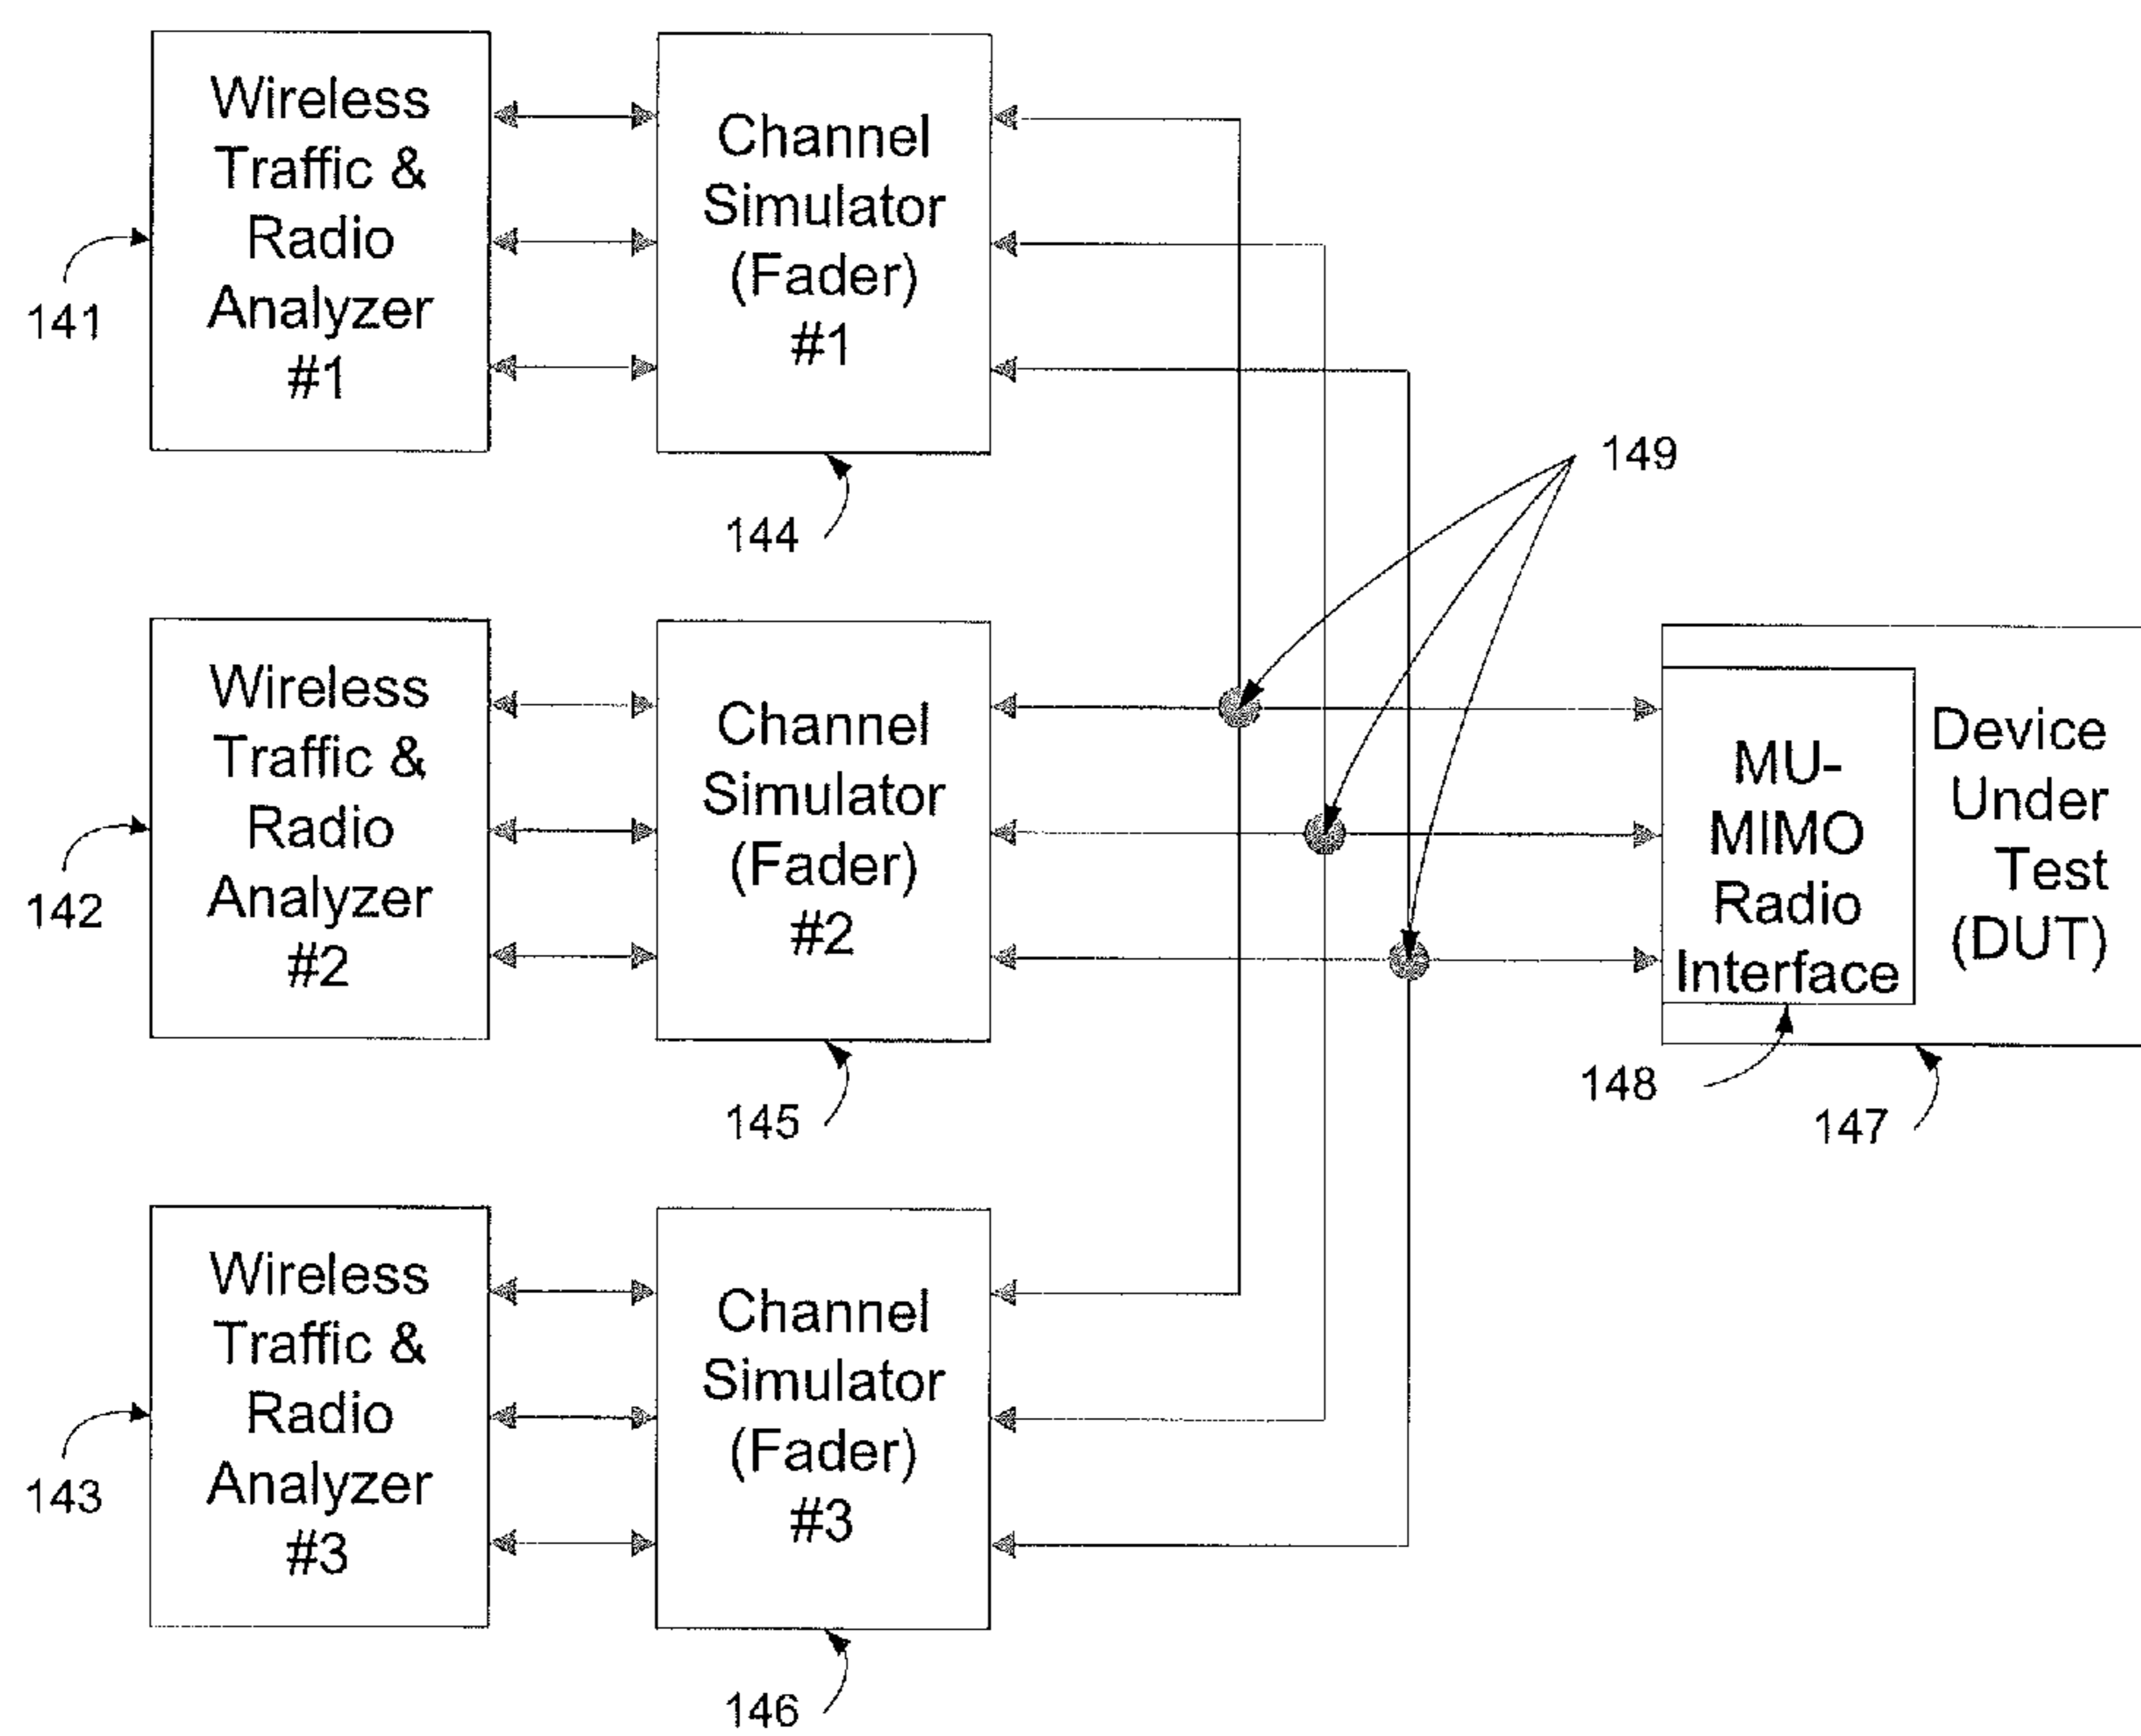 Wireless
Traffic &
Radio
Analyzer
#1
141
Channel
Simulator
(Fader)
#1
144
149
Wireless
Traffic &
Radio
Analyzer
#2
142
Channel
Simulator
(Fader)
#2
145
MU-
MIMO
Radio
Interface
148
Device
Under
Test
(DUT)
147
Wireless
Traffic &
Radio
Analyzer
#3
143
Channel
Simulator
(Fader)
#3
146